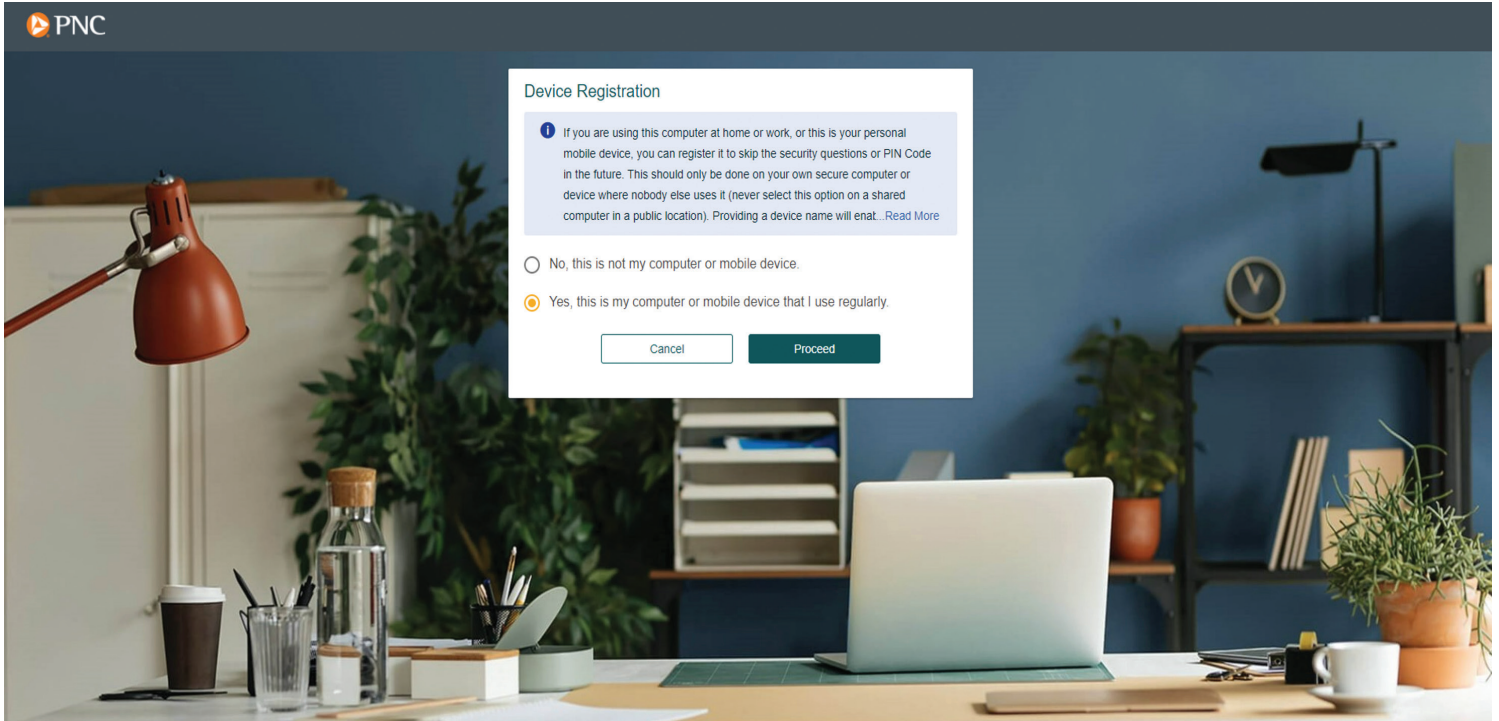 PNC
Device Registration
If you are using this computer at home or work, or this is your personal
mobile device, you can register it to skip the security questions or PIN Code
in the future. This should only be done on your own secure computer or
device where nobody else uses it (never select this option on a shared
computer in a public location). Providing a device name will enat...Read More
No, this is not my computer or mobile device.
Yes, this is my computer or mobile device that I use regularly.
Cancel Proceed